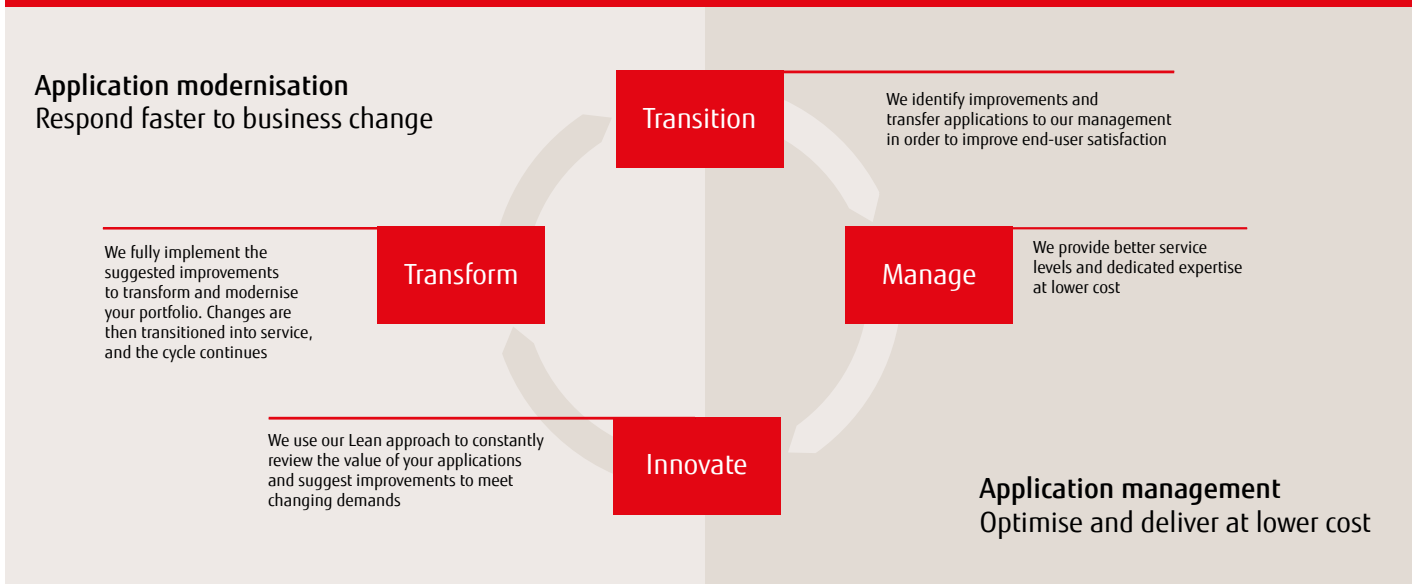 Application modernisation
Respond faster to business change
Transition
We identify improvements and
transfer applications to our management
in order to improve end-user satisfaction
We fully implement the
suggested improvements
to transform and modernise
your portfolio. Changes are
then transitioned into service,
and the cycle continues
Transform
Manage
We provide better service
levels and dedicated expertise
at lower cost
We use our Lean approach to constantly
review the value of your applications
and suggest improvements to meet
changing demands
Innovate
Application management
Optimise and deliver at lower cost